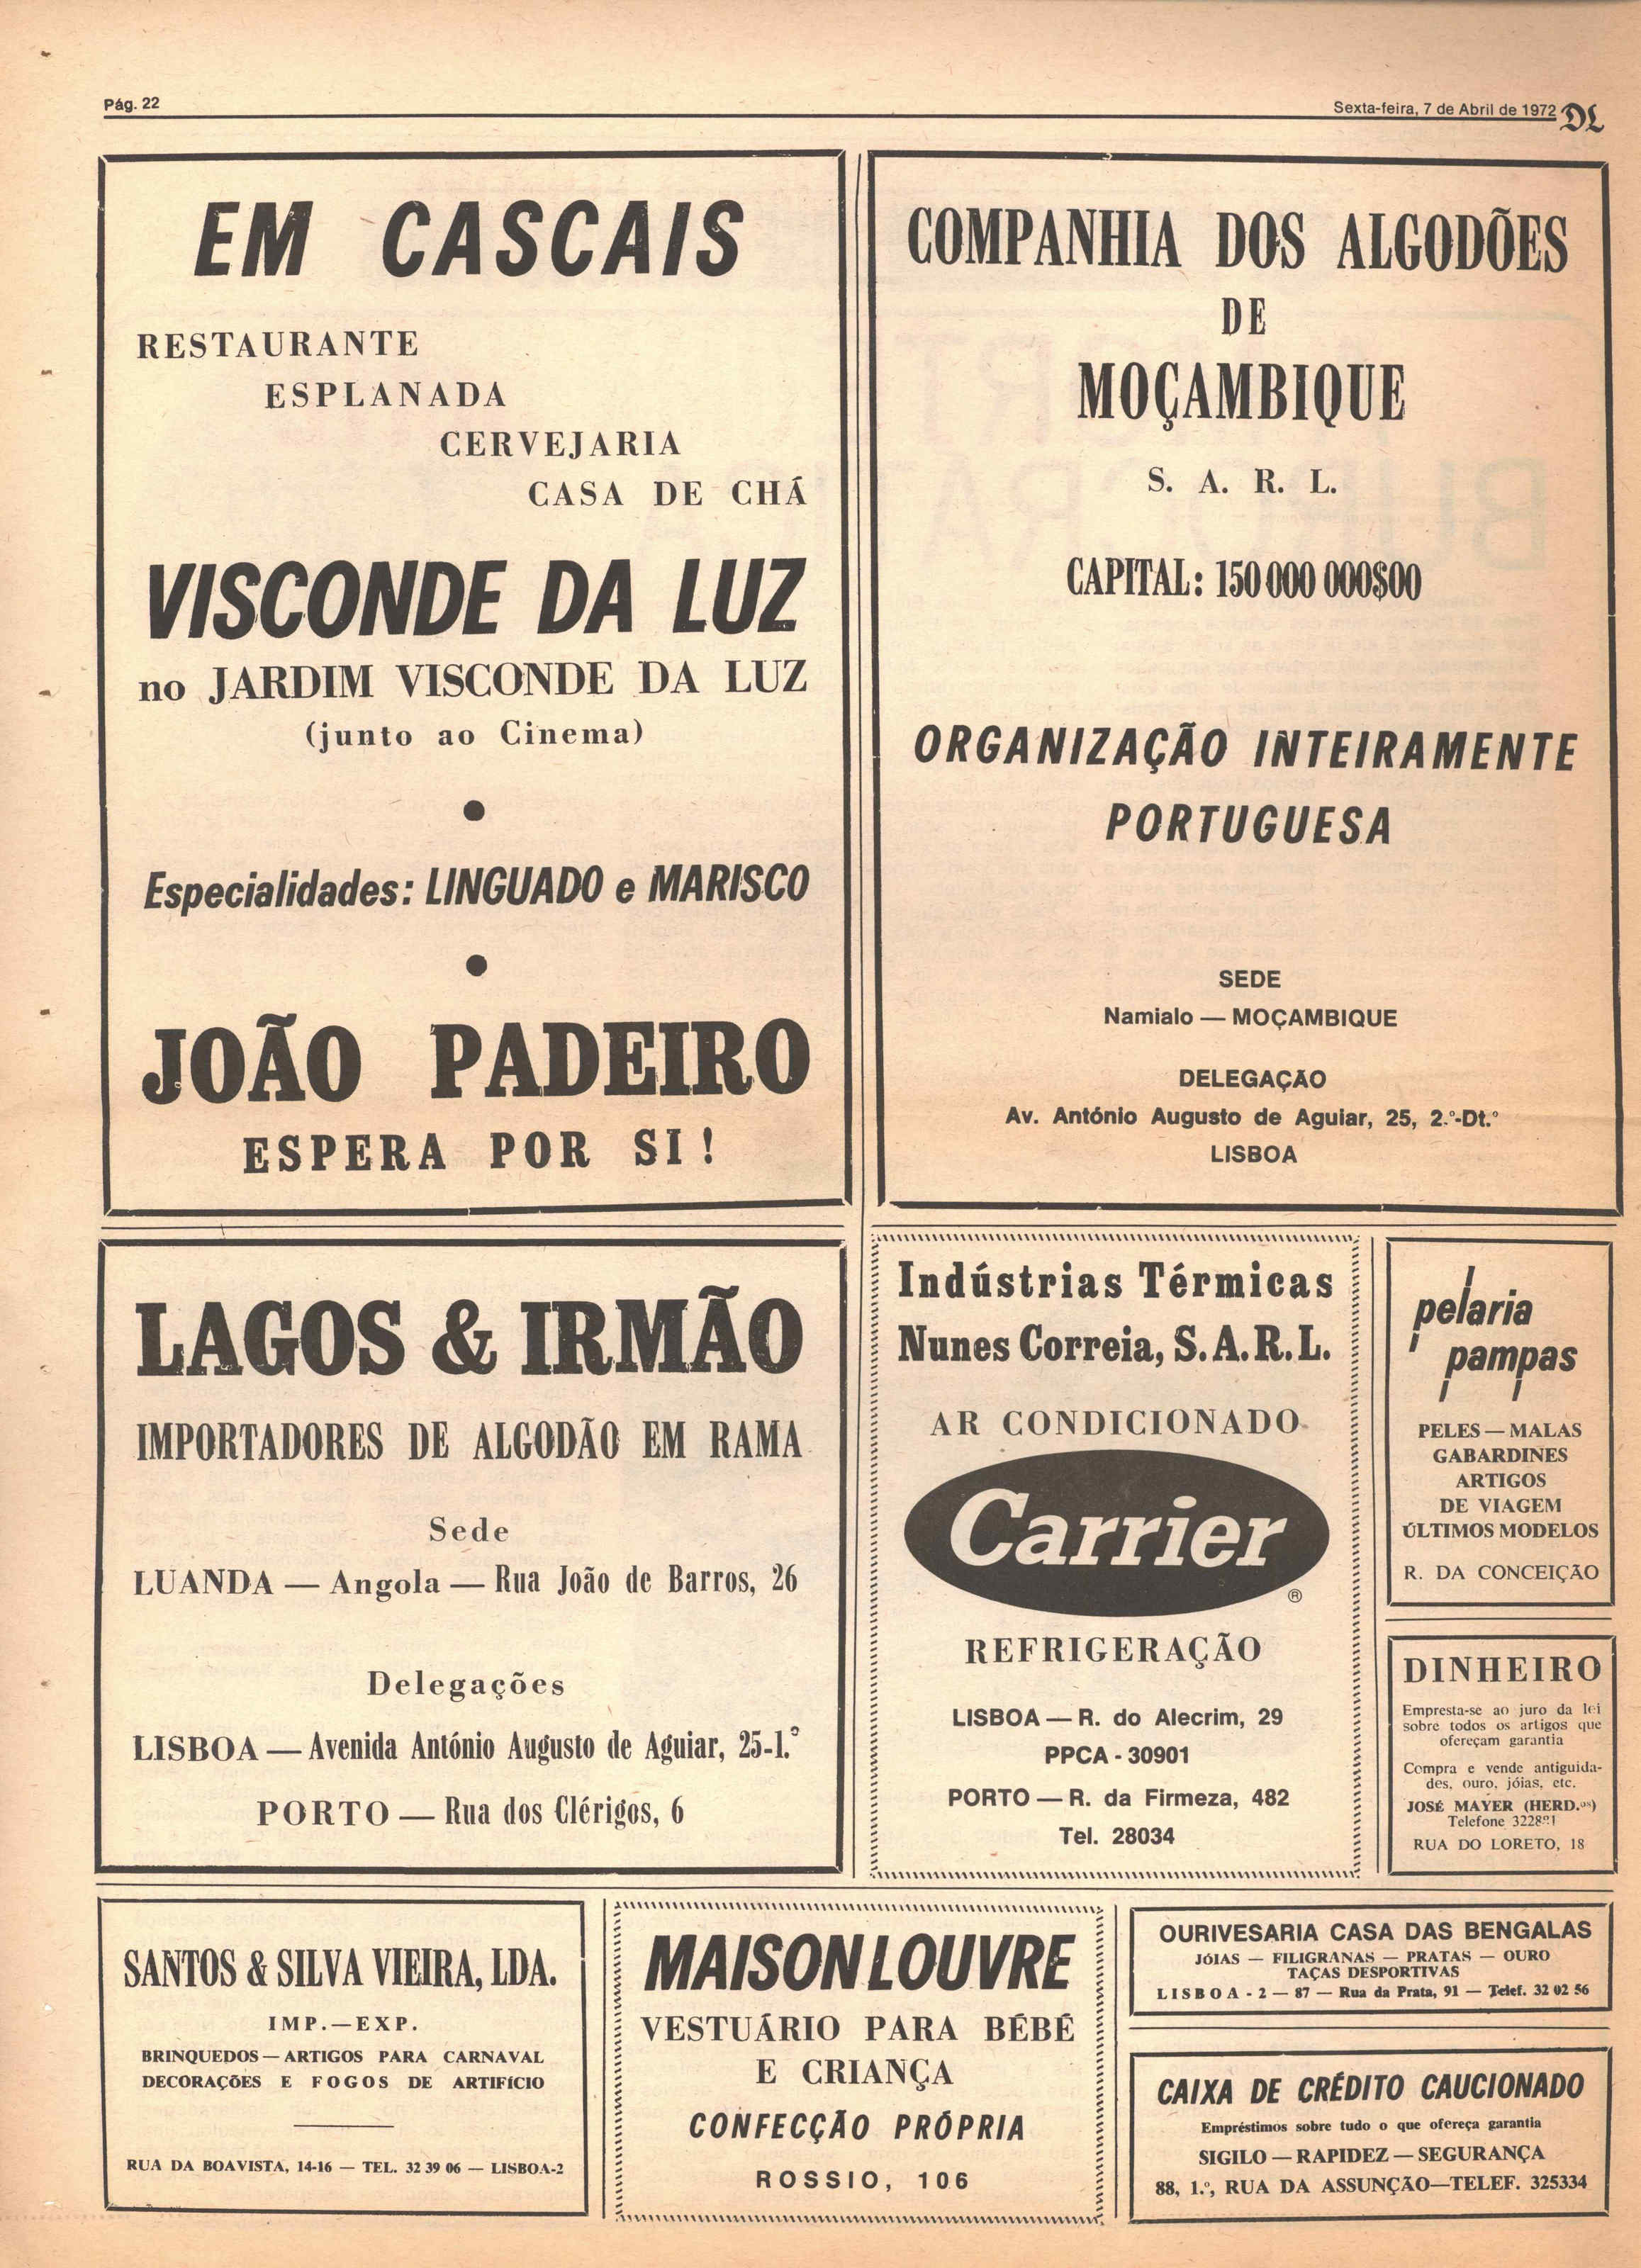 Pág. 22
Sexta-feira, 7 de Abril de 1972 DL
EM CASCAIS
RESTAURANTE
ESPLANADA
CERVEJARIA
CASA DE CHÁ
VISCONDE DA LUZ
no JARDIM VISCONDE DA LUZ
(junto ao Cinema)
Especialidades: LINGUADO e MARISCO
JOÃO PADEIRO
ESPERA POR SI!
COMPANHIA DOS ALGODÕES
DE
MOÇAMBIQUE
S. A. R. L.
CAPITAL: 150 000 000$00
ORGANIZAÇÃO INTEIRAMENTE
PORTUGUESA
SEDE
Namialo — MOÇAMBIQUE
DELEGAÇÃO
Av. António Augusto de Aguiar, 25, 2.º-Dt.º
LISBOA
LAGOS & IRMÃO
IMPORTADORES DE ALGODÃO EM RAMA
Sede
LUANDA — Angola — Rua João de Barros, 26
Delegações
LISBOA — Avenida António Augusto de Aguiar, 25-1.º
PORTO — Rua dos Clérigos, 6
Indústrias Térmicas
Nunes Correia, S.A.R.L.
AR CONDICIONADO
Carrier
®
REFRIGERAÇÃO
LISBOA — R. do Alecrim, 29
PPCA - 30901
PORTO — R. da Firmeza, 482
Tel. 28034
pelaria
pampas
PELES — MALAS
GABARDINES
ARTIGOS
DE VIAGEM
ÚLTIMOS MODELOS
R. DA CONCEIÇÃO
DINHEIRO
Empresta-se ao juro da lei
sobre todos os artigos que
ofereçam garantia
Compra e vende antiguida-
des, ouro, jóias, etc.
JOSÉ MAYER (HERD.os)
Telefone
RUA DO LORETO, 18
SANTOS & SILVA VIEIRA, LDA.
IMP.—EXP.
BRINQUEDOS — ARTIGOS PARA CARNAVAL
DECORAÇÕES E FOGOS DE ARTIFÍCIO
RUA DA BOAVISTA, 14-16 — TEL. 32 39 06 — LISBOA-2
MAISON LOUVRE
VESTUÁRIO PARA BÉBÉ
E CRIANÇA
CONFECÇÃO PRÓPRIA
ROSSIO, 106
OURIVESARIA CASA DAS BENGALAS
JÓIAS — FILIGRANAS — PRATAS — OURO
TAÇAS DESPORTIVAS
LISBOA - 2 — 87 — Rua da Prata, 91 — Telef. 32 02 56
CAIXA DE CRÉDITO CAUCIONADO
Empréstimos sobre tudo o que ofereça garantia
SIGILO — RAPIDEZ — SEGURANÇA
88, 1.º, RUA DA ASSUNÇÃO—TELEF. 325334